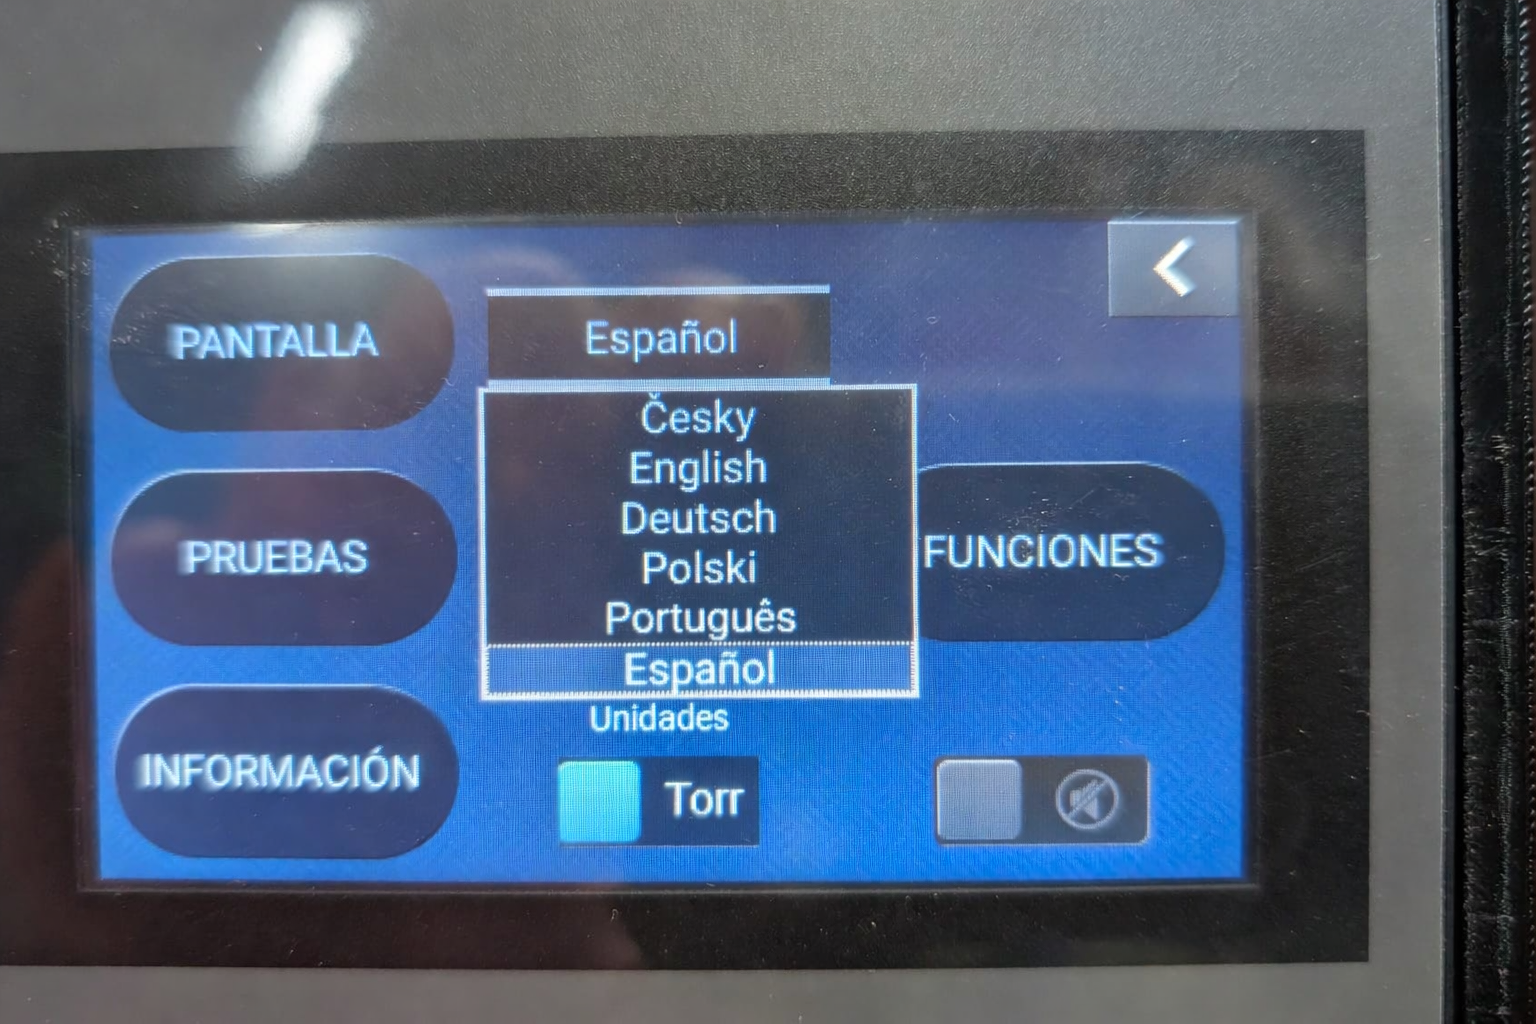 PANTALLA
Español
Česky
English
Deutsch
Polski
Português
Español
PRUEBAS
FUNCIONES
INFORMACIÓN
Unidades
Torr